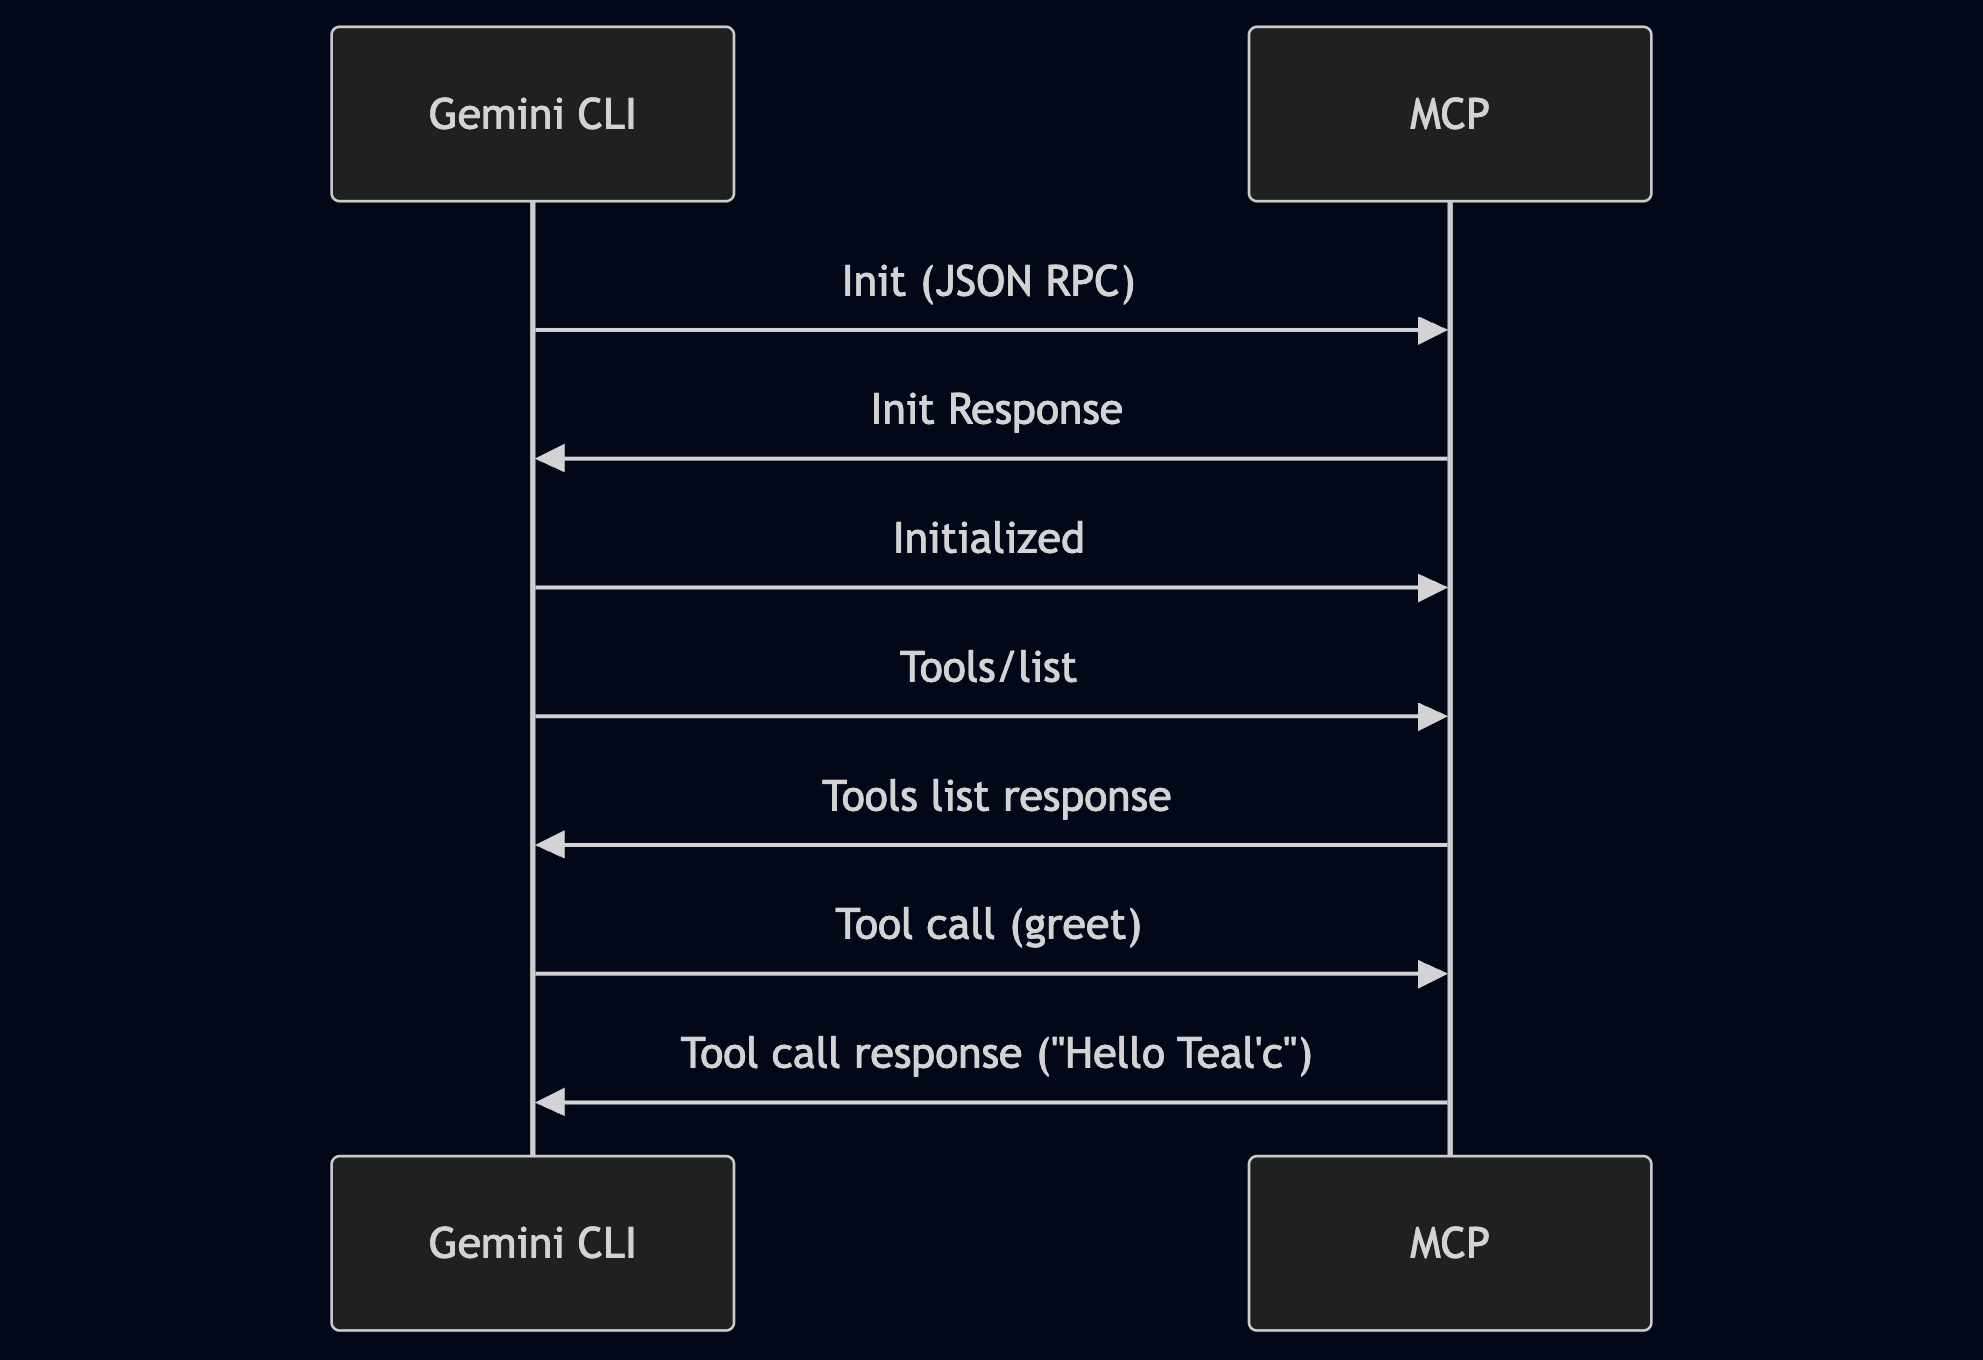 Gemini CLI
MCP
Init (JSON RPC)
Init Response
Initialized
Tools/list
Tools list response
Tool call (greet)
Tool call response ("Hello Teal'c")
Gemini CLI
MCP